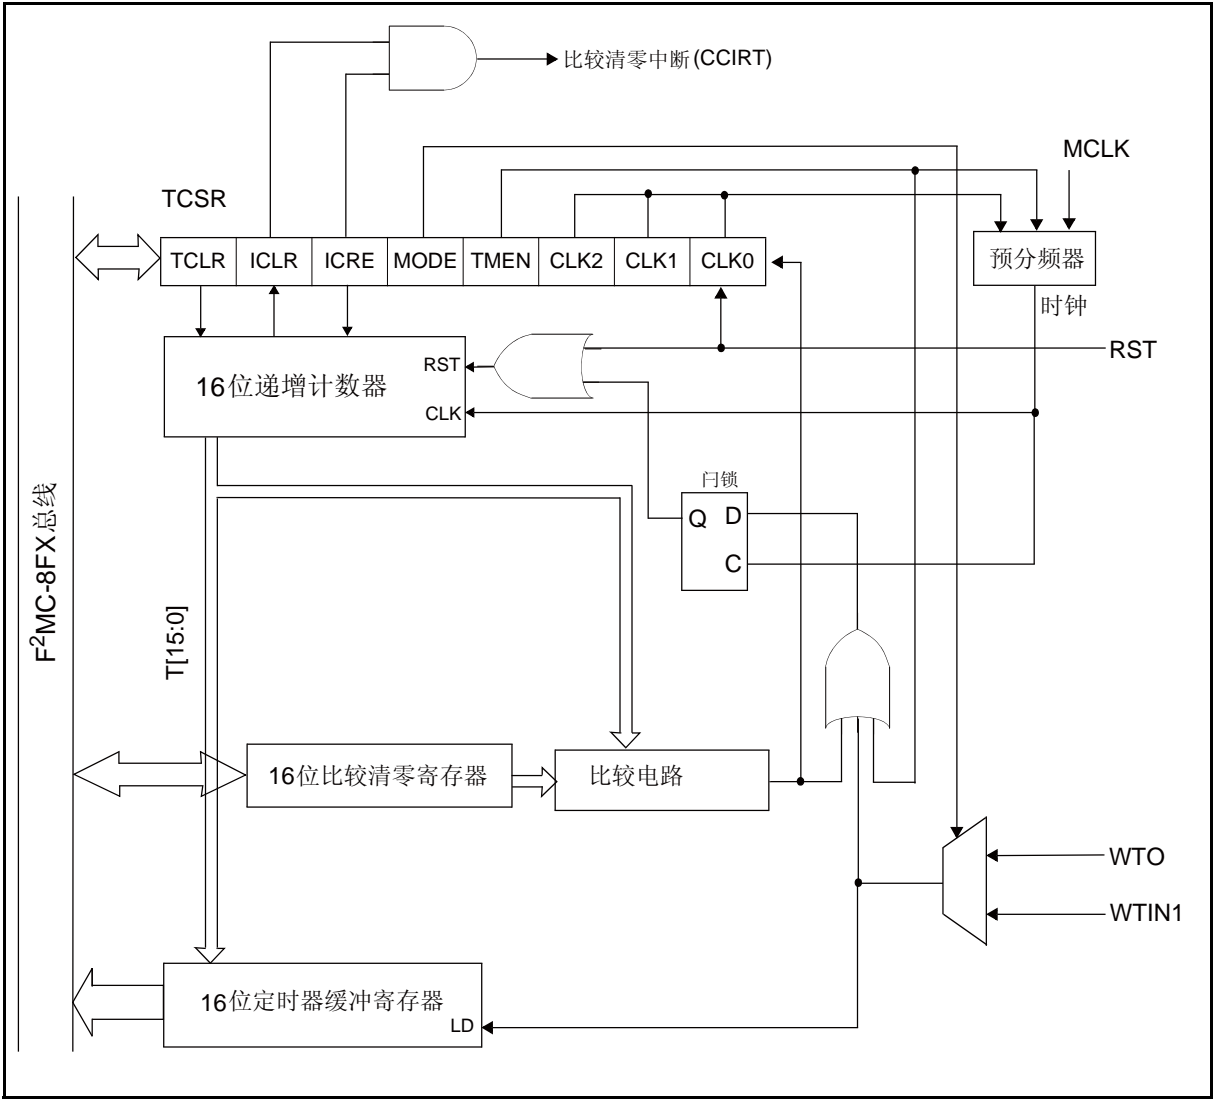 比较清零中断(CCIRT)
MCLK
TCSR
TCLR ICLR ICRE MODE TMEN CLK2 CLK1 CLK0
预分频器
时钟
RST
RST
16位递增计数器
CLK
闩锁
Q D
C
F²MC-8FX总线
T[15:0]
16位比较清零寄存器
比较电路
WTO
WTIN1
16位定时器缓冲寄存器
LD